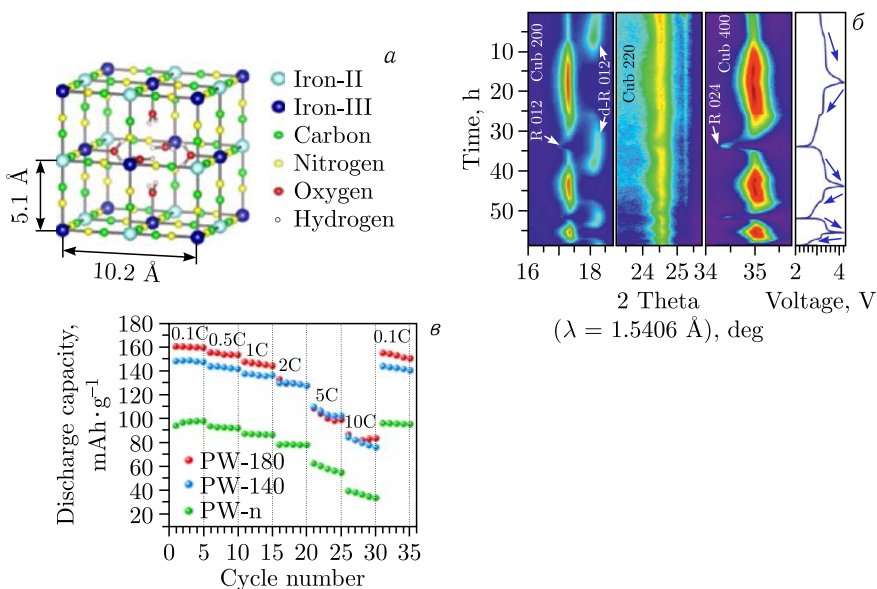 а
Iron-II
Iron-III
Carbon
Nitrogen
Oxygen
Hydrogen
5.1 Å
10.2 Å
б
Time, h
10
20
30
40
50
R 012
Cub 200
d-R 012
Cub 220
R 024
Cub 400
16 18 24 25 34 35 2 4
2 Theta
Voltage, V
(λ = 1.5406 Å), deg
в
Discharge capacity,
mAh·g⁻¹
180
160
140
120
100
80
60
40
20
0.1C 0.5C 1C 2C 5C 10C 0.1C
PW-180
PW-140
PW-n
0 5 10 15 20 25 30 35
Cycle number